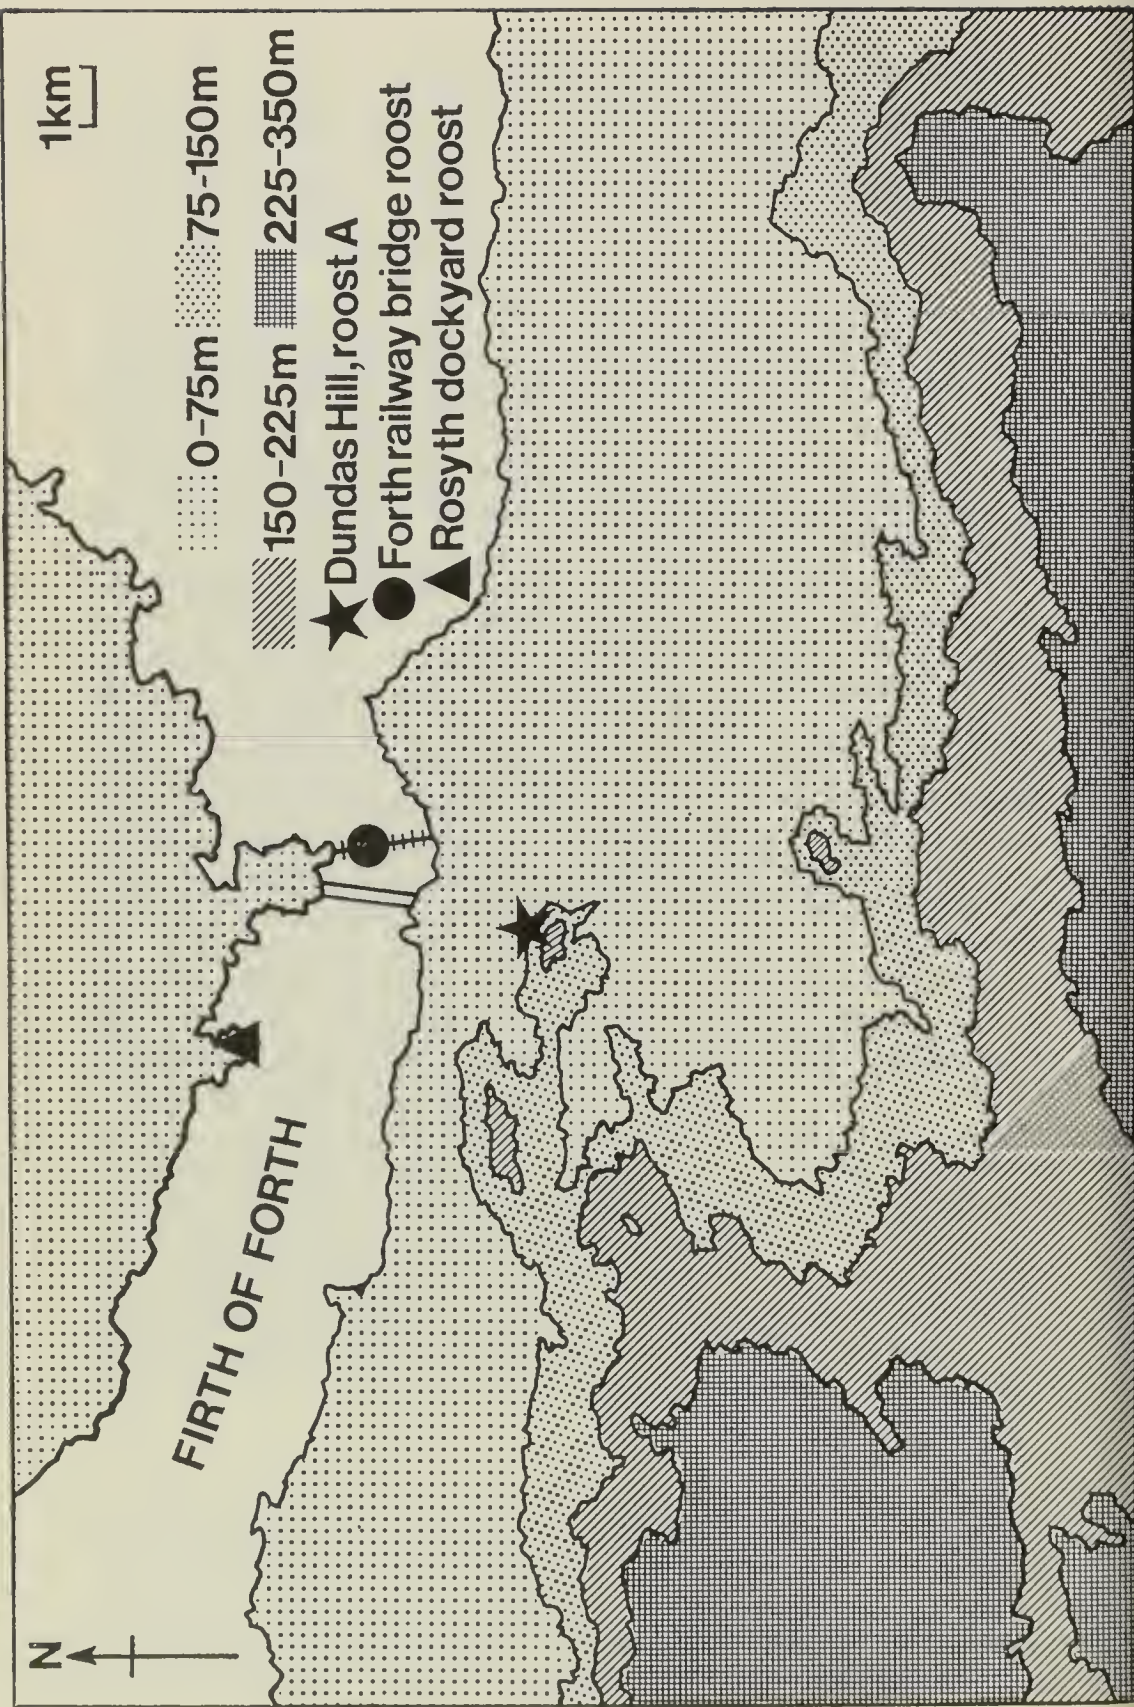 N
FIRTH OF FORTH
1km
0-75m 75-150m
150-225m 225-350m
Dundas Hill, roost A
Forth railway bridge roost
Rosyth dockyard roost